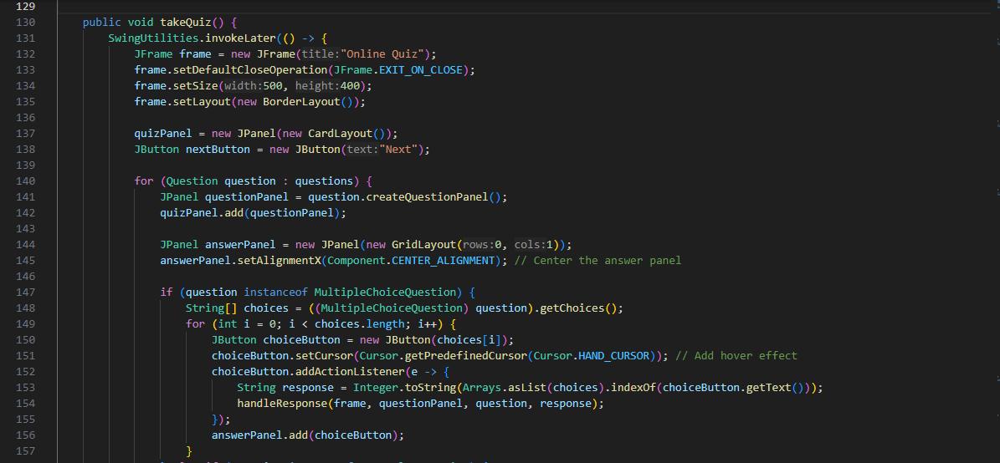 129
130 public void takeQuiz() {
131 SwingUtilities.invokeLater(() -> {
132 JFrame frame = new JFrame(title:"Online Quiz");
133 frame.setDefaultCloseOperation(JFrame.EXIT_ON_CLOSE);
134 frame.setSize(width:500, height:400);
135 frame.setLayout(new BorderLayout());
136
137 quizPanel = new JPanel(new CardLayout());
138 JButton nextButton = new JButton(text:"Next");
139
140 for (Question question : questions) {
141 JPanel questionPanel = question.createQuestionPanel();
142 quizPanel.add(questionPanel);
143
144 JPanel answerPanel = new JPanel(new GridLayout(rows:0, cols:1));
145 answerPanel.setAlignmentX(Component.CENTER_ALIGNMENT); // Center the answer panel
146
147 if (question instanceof MultipleChoiceQuestion) {
148 String[] choices = ((MultipleChoiceQuestion) question).getChoices();
149 for (int i = 0; i < choices.length; i++) {
150 JButton choiceButton = new JButton(choices[i]);
151 choiceButton.setCursor(Cursor.getPredefinedCursor(Cursor.HAND_CURSOR)); // Add hover effect
152 choiceButton.addActionListener(e -> {
153 String response = Integer.toString(Arrays.asList(choices).indexOf(choiceButton.getText()));
154 handleResponse(frame, questionPanel, question, response);
155 });
156 answerPanel.add(choiceButton);
157 }